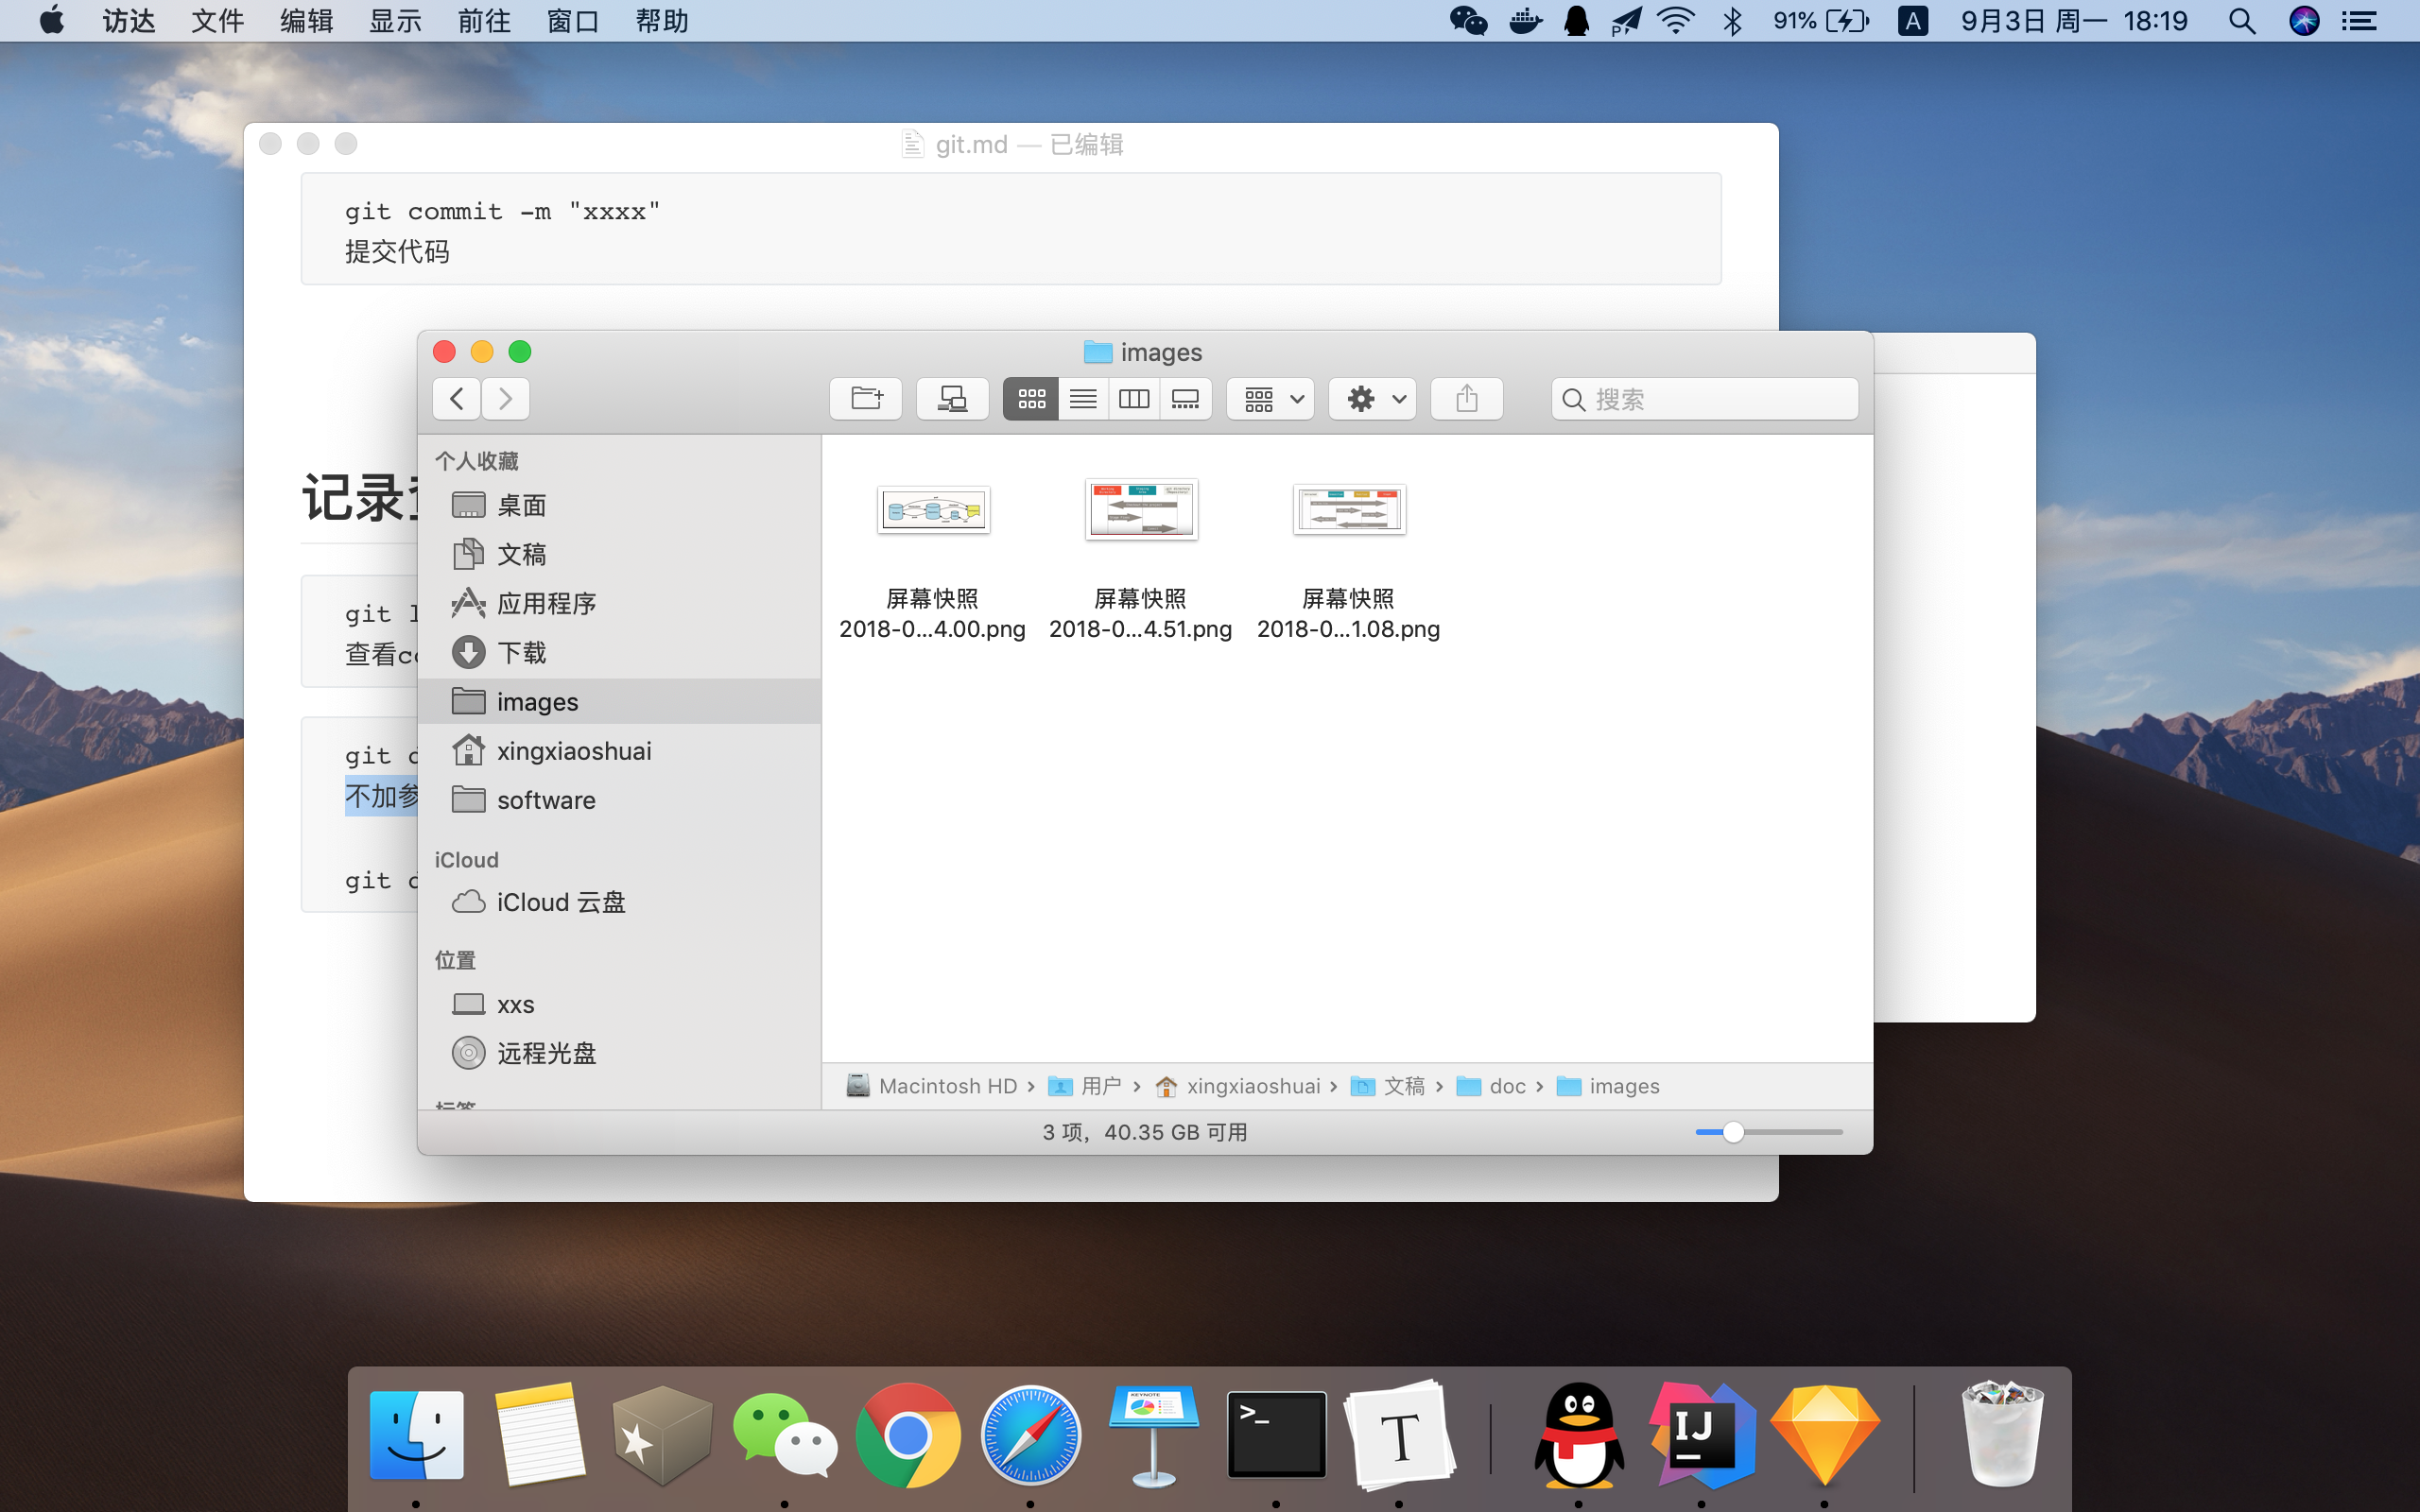 访达 文件 编辑 显示 前往 窗口 帮助
91% A 9月3日 周一 18:19
git.md — 已编辑
git commit -m "xxxx"
提交代码
images
搜索
记录
git
查看
git
不加参
git
个人收藏
桌面
文稿
应用程序
下载
images
xingxiaoshuai
software
iCloud
iCloud 云盘
位置
xxs
远程光盘
屏幕快照
2018-0...4.00.png
屏幕快照
2018-0...4.51.png
屏幕快照
2018-0...1.08.png
Macintosh HD › 用户 › xingxiaoshuai › 文稿 › doc › images
3 项，40.35 GB 可用
KEYNOTE
>_
T
IJ